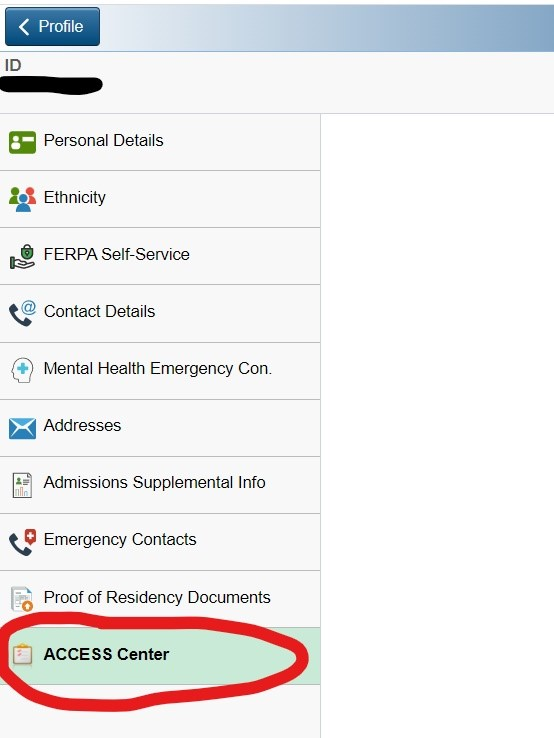 Profile
ID
Personal Details
Ethnicity
FERPA Self-Service
Contact Details
Mental Health Emergency Con.
Addresses
Admissions Supplemental Info
Emergency Contacts
Proof of Residency Documents
ACCESS Center